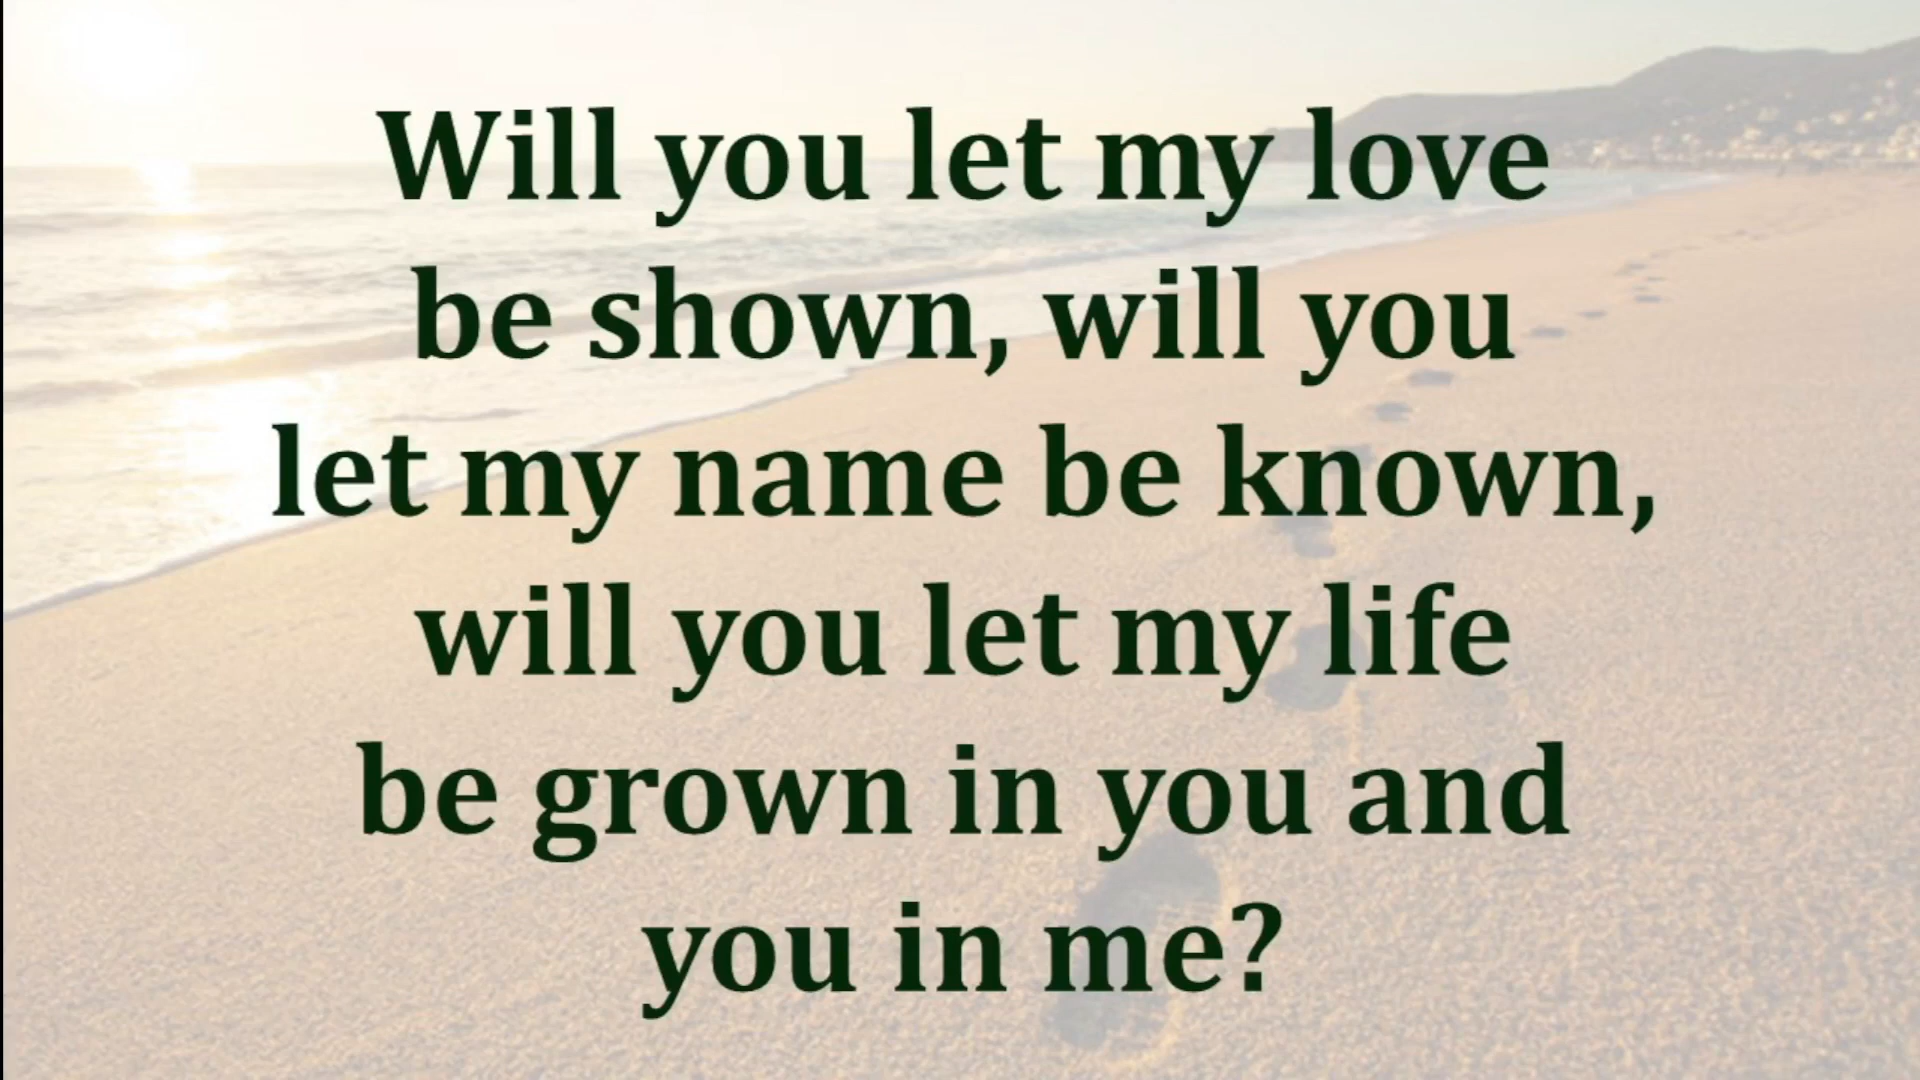 Will you let my love
be shown, will you
let my name be known,
will you let my life
be grown in you and
you in me?